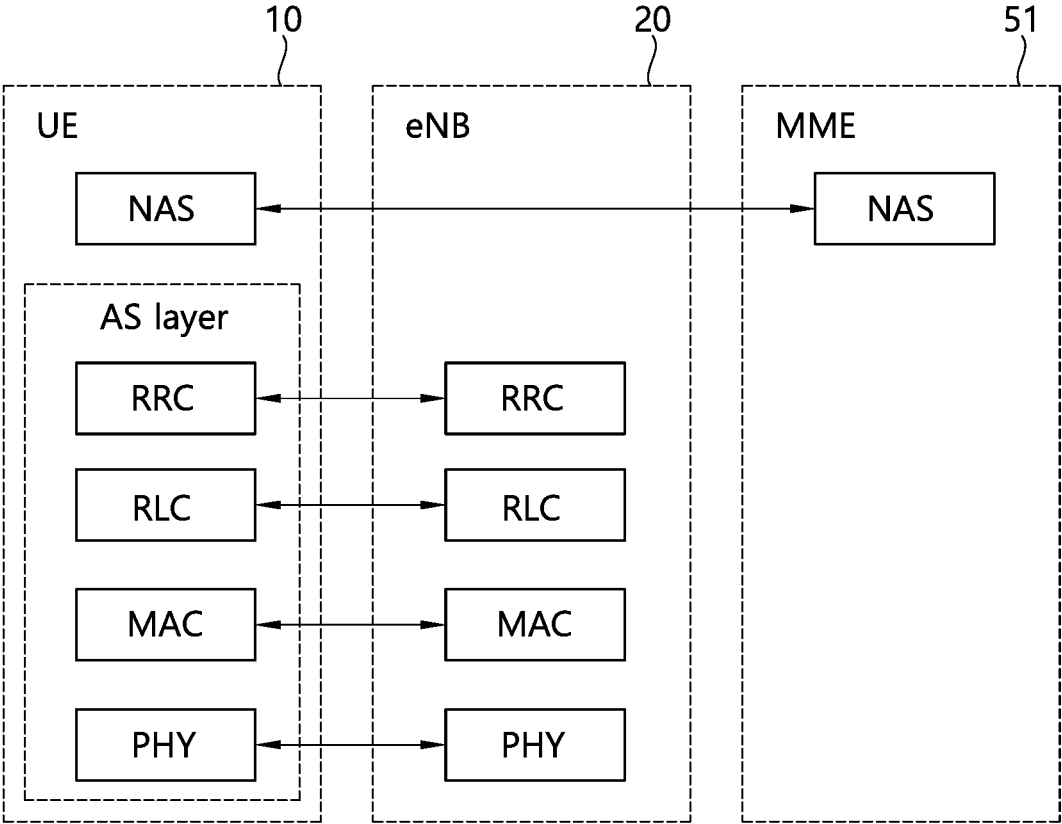 10
20
51
UE
eNB
MME
NAS
NAS
AS layer
RRC
RRC
RLC
RLC
MAC
MAC
PHY
PHY